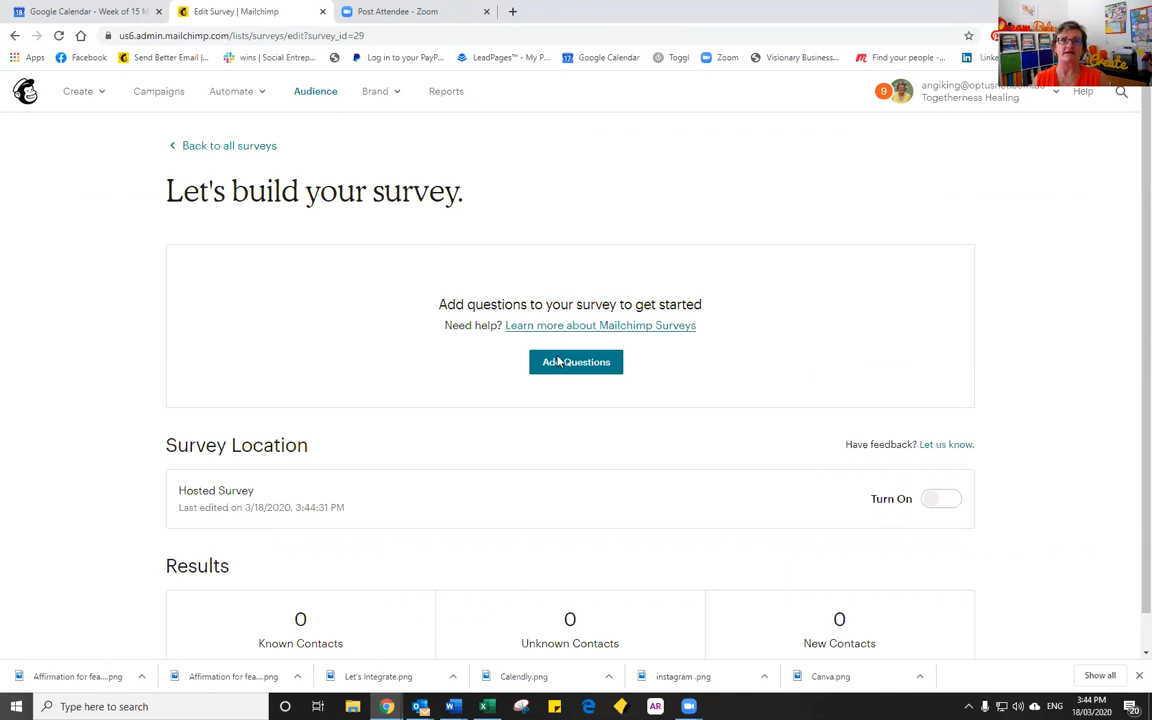 Google Calendar - Week of 15 M
Edit Survey | Mailchimp
Post Attendee - Zoom
us6.admin.mailchimp.com/lists/surveys/edit?survey_id=29
Apps
Facebook
Send Better Email |...
wins | Social Entrep...
Log in to your PayP...
LeadPages™ - My P...
Google Calendar
Toggl
Zoom
Visionary Business...
Find your people -...
Create
Campaigns
Automate
Audience
Brand
Reports
9
Togetherness Healing
Help
Back to all surveys
Let's build your survey.
Add questions to your survey to get started
Need help? Learn more about Mailchimp Surveys
Add Questions
Survey Location
Have feedback? Let us know.
Hosted Survey
Last edited on 3/18/2020, 3:44:31 PM
Turn On
Results
0
Known Contacts
0
Unknown Contacts
0
New Contacts
Affirmation for fea....png
Affirmation for fea....png
Let's Integrate.png
Calendly.png
instagram .png
Canva.png
Show all
Type here to search
AR
ENG
3:44 PM
18/03/2020
20